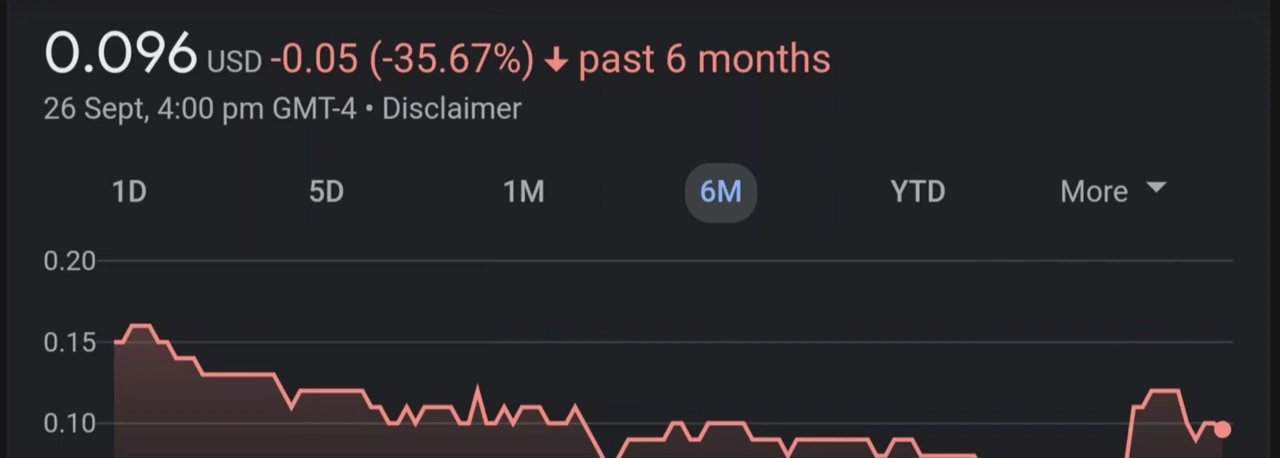 0.096 USD -0.05 (-35.67%) ↓ past 6 months
26 Sept, 4:00 pm GMT-4 • Disclaimer
1D 5D 1M 6M YTD More
0.20
0.15
0.10